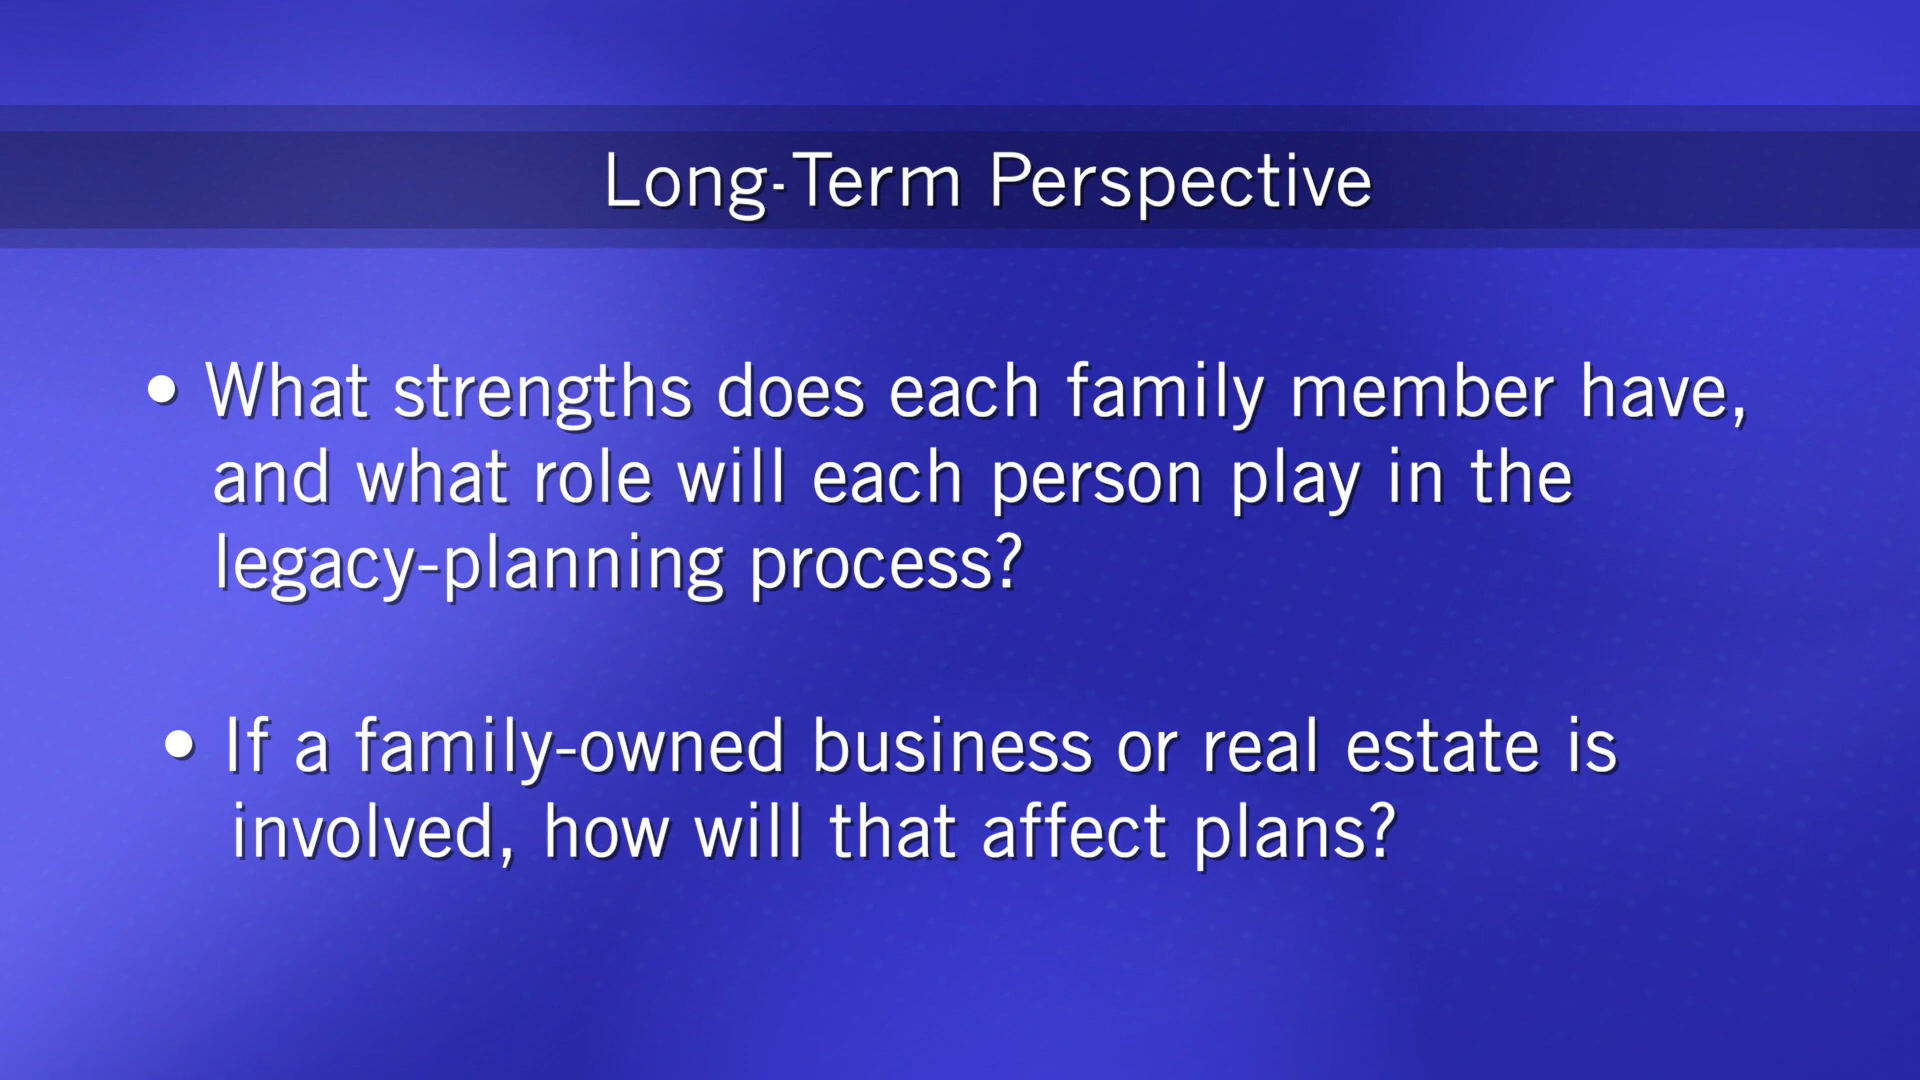 Long-Term Perspective
• What strengths does each family member have,
and what role will each person play in the
legacy-planning process?
• If a family-owned business or real estate is
involved, how will that affect plans?